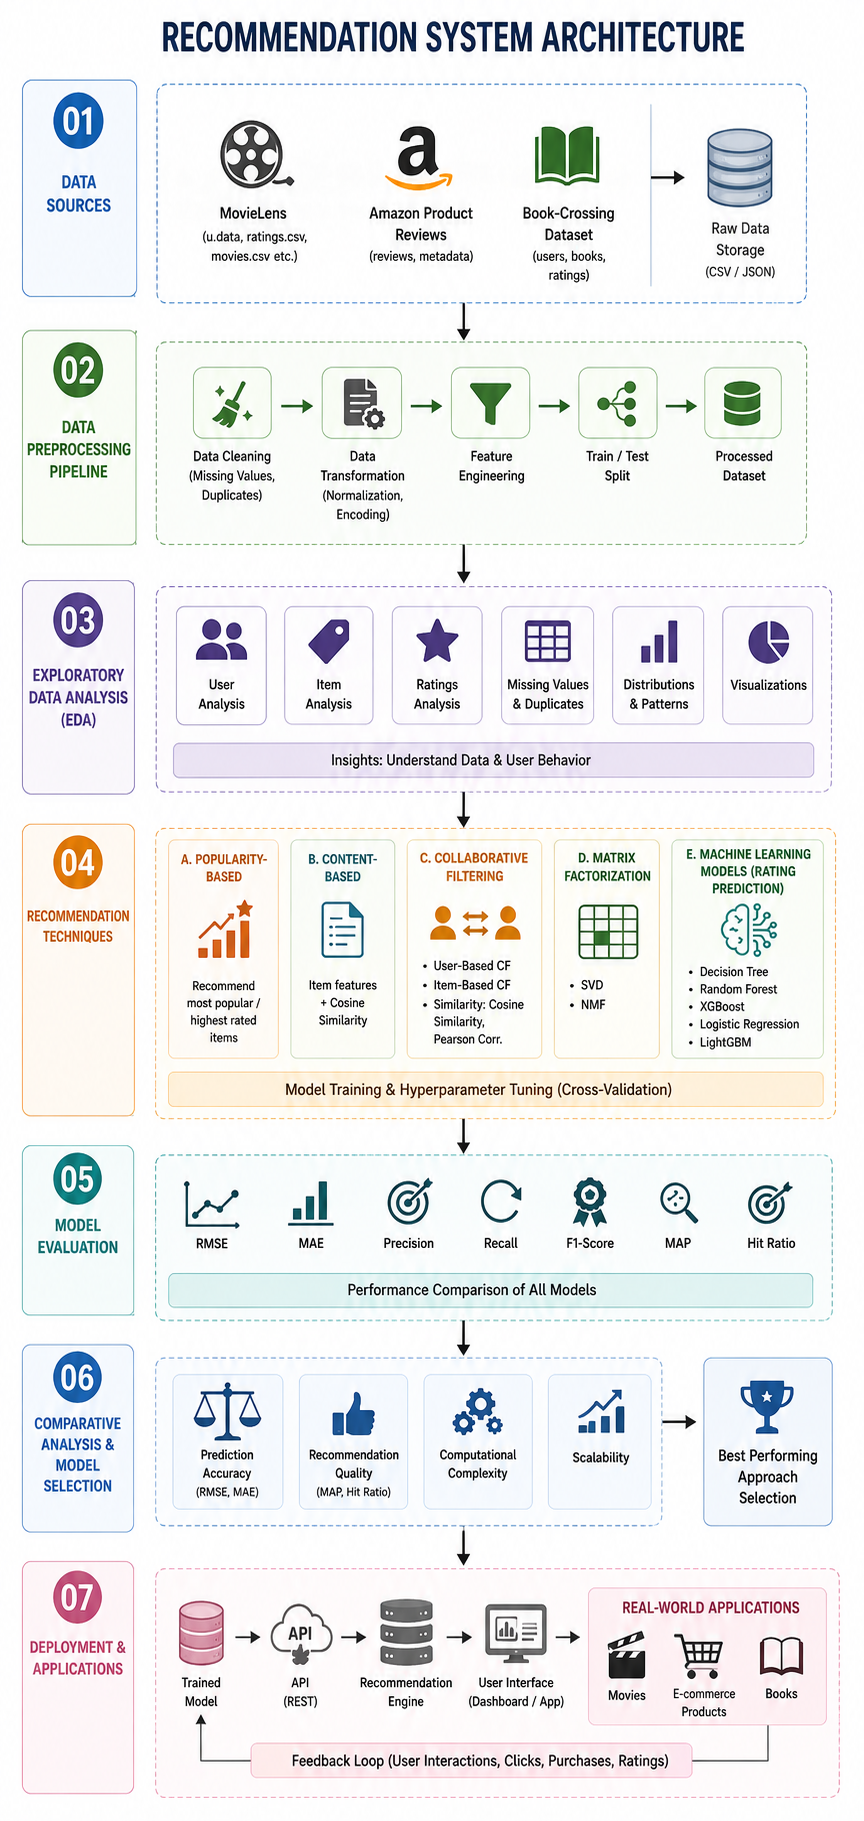 RECOMMENDATION SYSTEM ARCHITECTURE
01
DATA
SOURCES
MovieLens
(u.data, ratings.csv,
movies.csv etc.)
a
Amazon Product
Reviews
(reviews, metadata)
Book-Crossing
Dataset
(users, books,
ratings)
Raw Data
Storage
(CSV / JSON)
02
DATA
PREPROCESSING
PIPELINE
Data Cleaning
(Missing Values,
Duplicates)
Data
Transformation
(Normalization,
Encoding)
Feature
Engineering
Train / Test
Split
Processed
Dataset
03
EXPLORATORY
DATA ANALYSIS
(EDA)
User
Analysis
Item
Analysis
Ratings
Analysis
Missing Values
& Duplicates
Distributions
& Patterns
Visualizations
Insights: Understand Data & User Behavior
04
RECOMMENDATION
TECHNIQUES
A. POPULARITY-
BASED
Recommend
most popular /
highest rated
items
B. CONTENT-
BASED
Item features
+ Cosine
Similarity
C. COLLABORATIVE
FILTERING
• User-Based CF
• Item-Based CF
• Similarity: Cosine
Similarity,
Pearson Corr.
D. MATRIX
FACTORIZATION
• SVD
• NMF
E. MACHINE LEARNING
MODELS (RATING
PREDICTION)
• Decision Tree
• Random Forest
• XGBoost
• Logistic Regression
• LightGBM
Model Training & Hyperparameter Tuning (Cross-Validation)
05
MODEL
EVALUATION
RMSE
MAE
Precision
Recall
F1-Score
MAP
Hit Ratio
Performance Comparison of All Models
06
COMPARATIVE
ANALYSIS &
MODEL
SELECTION
Prediction
Accuracy
(RMSE, MAE)
Recommendation
Quality
(MAP, Hit Ratio)
Computational
Complexity
Scalability
Best Performing
Approach
Selection
07
DEPLOYMENT &
APPLICATIONS
Trained
Model
API
API
(REST)
Recommendation
Engine
User Interface
(Dashboard / App)
REAL-WORLD APPLICATIONS
Movies
E-commerce
Products
Books
Feedback Loop (User Interactions, Clicks, Purchases, Ratings)